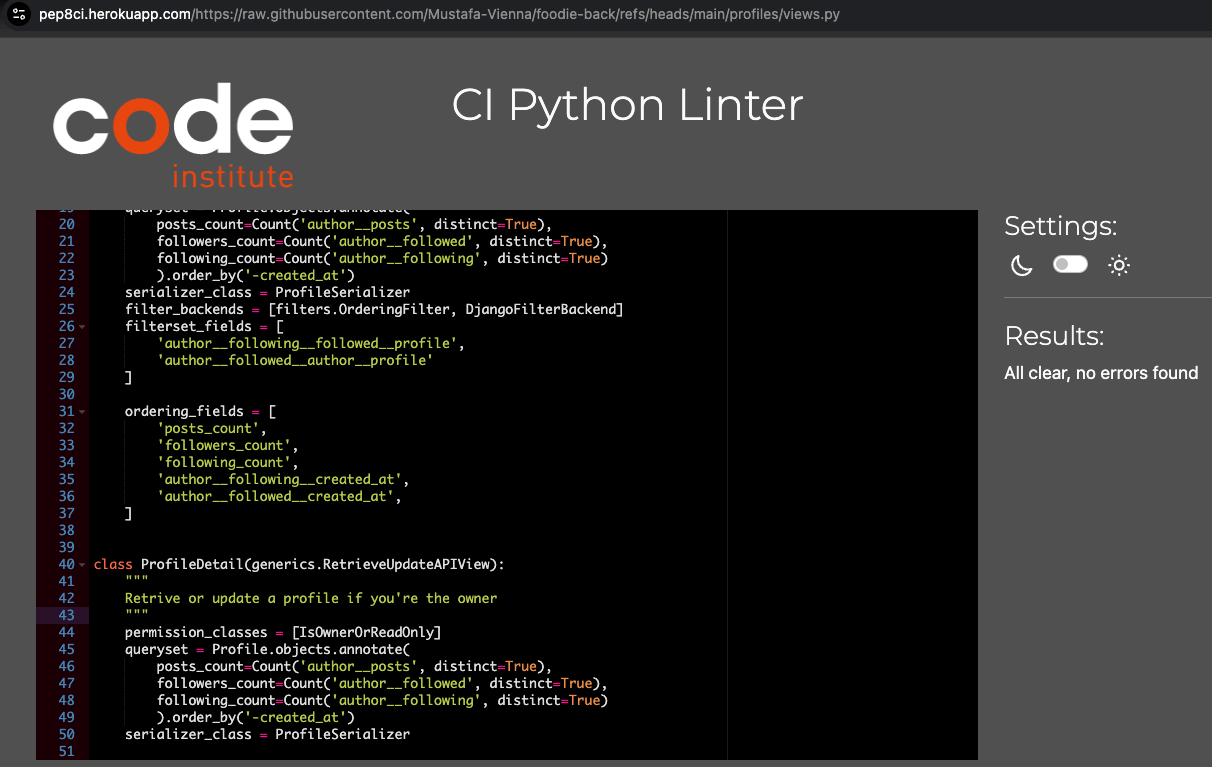 pep8ci.herokuapp.com/https://raw.githubusercontent.com/Mustafa-Vienna/foodie-back/refs/heads/main/profiles/views.py
code
institute
CI Python Linter
19 queryset = Profile.objects.annotate(
20 posts_count=Count('author__posts', distinct=True),
21 followers_count=Count('author__followed', distinct=True),
22 following_count=Count('author__following', distinct=True)
23 ).order_by('-created_at')
24 serializer_class = ProfileSerializer
25 filter_backends = [filters.OrderingFilter, DjangoFilterBackend]
26 filterset_fields = [
27 'author__following__followed__profile',
28 'author__followed__author__profile'
29 ]
30
31 ordering_fields = [
32 'posts_count',
33 'followers_count',
34 'following_count',
35 'author__following__created_at',
36 'author__followed__created_at',
37 ]
38
39
40 class ProfileDetail(generics.RetrieveUpdateAPIView):
41 """
42 Retrive or update a profile if you're the owner
43 """
44 permission_classes = [IsOwnerOrReadOnly]
45 queryset = Profile.objects.annotate(
46 posts_count=Count('author__posts', distinct=True),
47 followers_count=Count('author__followed', distinct=True),
48 following_count=Count('author__following', distinct=True)
49 ).order_by('-created_at')
50 serializer_class = ProfileSerializer
51
Settings:
Results:
All clear, no errors found